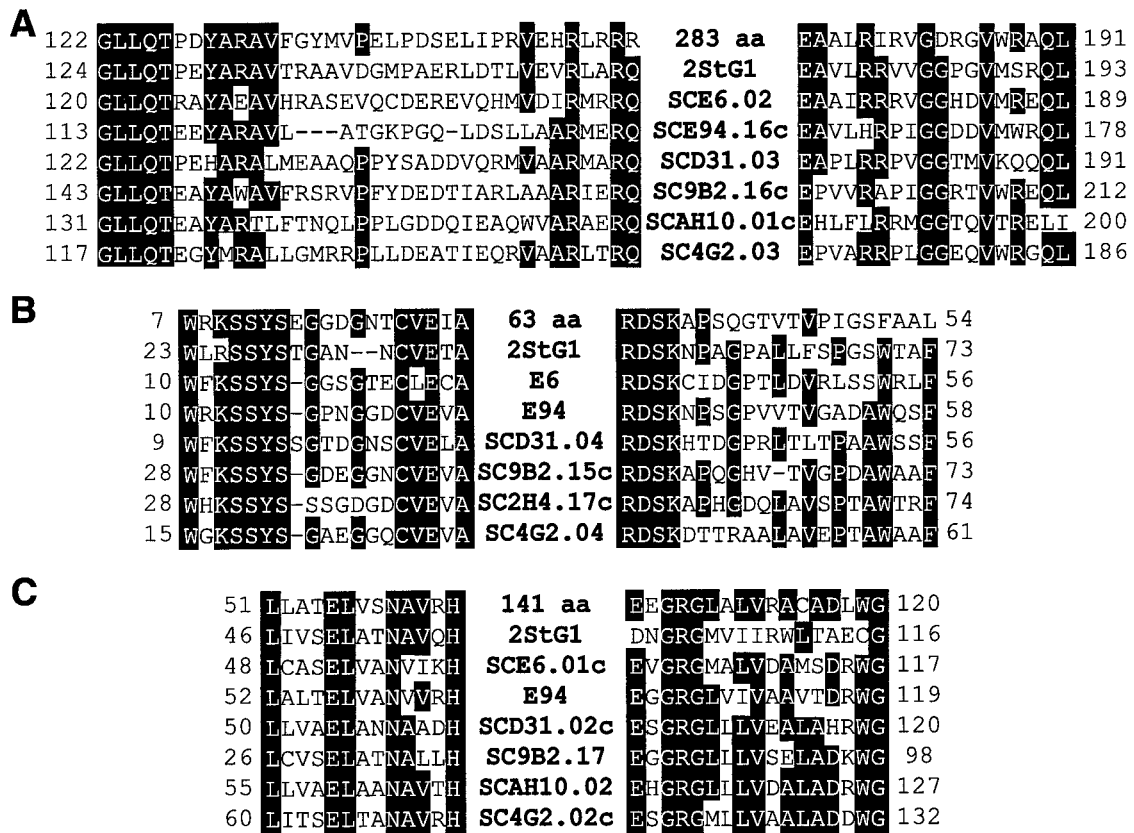 A
122 GLLQTPDYARAVFGYMVPELPDSELIPRVEHRLRRR 283 aa EAALRIRVGDRGVWRAQL 191
124 GLLQTPEYARAVTRAAVDGMPAERLDTLVEVRLARQ 2StG1 EAVLRRVVGGPGVMSRQL 193
120 GLLQTRAYAEAVHRASEVQCDEREVQHMVDIRMRRQ SCE6.02 EAAIRRRVGGHDVMREQL 189
113 GLLQTEEYARAVL---ATGKPGQ-LDSLLAARMERQ SCE94.16c EAVLHRPIGGDDVMWRQL 178
122 GLLQTPEHARALMEAAQPPYSADDVQRMVAARMARQ SCD31.03 EAPLRRPVGGTMVKQQQL 191
143 GLLQTEAYAWAVFRSRVPFYDEDTIARLAAARIERQ SC9B2.16c EPVVRAPIGGRTVWREQL 212
131 GLLQTEAYARTLFTNQLPPLGDDQIEAQWVARAERQ SCAH10.01c EHLFLRRMGGTQVTRELI 200
117 GLLQTEGYMRALLGMRRPLLDEATIEQRVAARLTRQ SC4G2.03 EPVARRPLGGEQVWRGQL 186
B
7 WRKSSYSEGGDGNTCVEIA 63 aa RDSKAPSQGTVTVPIGSFAAL 54
23 WLRSSYSTGAN--NCVETA 2StG1 RDSKNPAGPALLFSPGSWTAF 73
10 WFKSSYS-GGSGTECLECA E6 RDSKCIDGPTLDVRLSSWRLF 56
10 WRKSSYS-GPNGGDCVEVA E94 RDSKNPSGPVVTVGADAWQSF 58
9 WFKSSYSSGTDGNSCVELA SCD31.04 RDSKHTDGPRLTLTPAAWSSF 56
28 WFKSSYS-GDEGGNCVEVA SC9B2.15c RDSKAPQGHV-TVGPDAWAAF 73
28 WHKSSYS-SSGDGDCVEVA SC2H4.17c RDSKAPHGDQLAVSPTAWTRF 74
15 WGKSSYS-GAEGGQCVEVA SC4G2.04 RDSKDTTRAALAVEPTAWAAF 61
C
51 LLATELVSNAVRH 141 aa EEGRGLALVRACADLWG 120
46 LIVSELATNAVQH 2StG1 DNGRGMVIIRWLTAECG 116
48 LCASELVANVIKH SCE6.01c EVGRGMALVDAMSDRWG 117
52 LALTELVANVVRH E94 EGGRGLVIVAAVTDRWG 119
50 LLVAELANNAADH SCD31.02c ESGRGLLLVEALAHRWG 120
26 LCVSELATNALLH SC9B2.17 EGGRGLLLVSELADKWG 98
55 LLVAELAANAVTH SCAH10.02 EHGRGLLLVDALADRWG 127
60 LITSELTANAVRH SC4G2.02c ESGRGMLLVAALADDWG 132